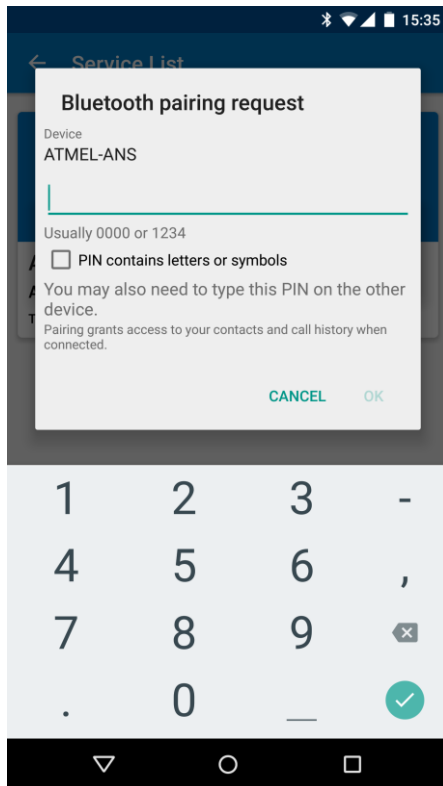 15:35
Service List
Bluetooth pairing request
Device
ATMEL-ANS
Usually 0000 or 1234
PIN contains letters or symbols
You may also need to type this PIN on the other
device.
Pairing grants access to your contacts and call history when
connected.
CANCEL OK
1 2 3 -
4 5 6 ,
7 8 9
. 0 _